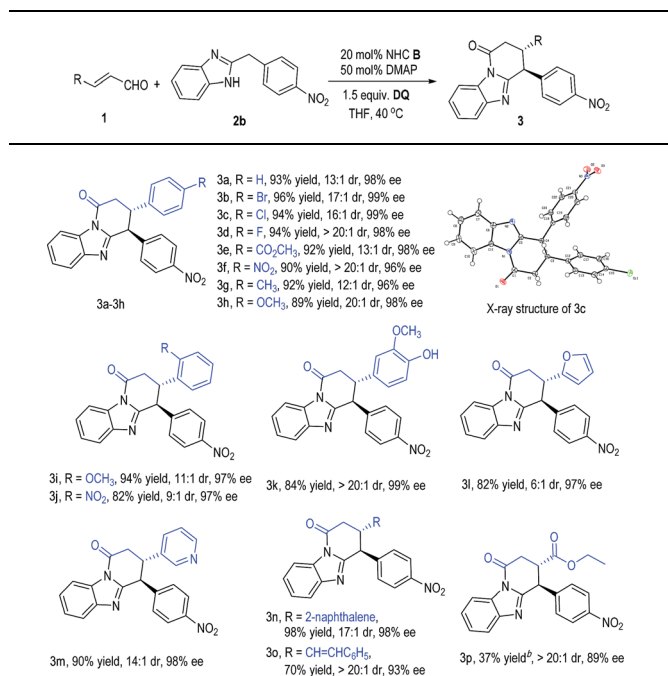 R CHO + 1
N NH NO₂ 2b
20 mol% NHC B
50 mol% DMAP
1.5 equiv. DQ
THF, 40 °C
O R N N NO₂ 3
O N N R NO₂
3a-3h
3a, R = H, 93% yield, 13:1 dr, 98% ee
3b, R = Br, 96% yield, 17:1 dr, 99% ee
3c, R = Cl, 94% yield, 16:1 dr, 99% ee
3d, R = F, 94% yield, > 20:1 dr, 98% ee
3e, R = CO₂CH₃, 92% yield, 13:1 dr, 98% ee
3f, R = NO₂, 90% yield, > 20:1 dr, 96% ee
3g, R = CH₃, 92% yield, 12:1 dr, 96% ee
3h, R = OCH₃, 89% yield, 20:1 dr, 98% ee
X-ray structure of 3c
R O N N NO₂
3i, R = OCH₃, 94% yield, 11:1 dr, 97% ee
3j, R = NO₂, 82% yield, 9:1 dr, 97% ee
OCH₃ OH O N N NO₂
3k, 84% yield, > 20:1 dr, 99% ee
O O N N NO₂
3l, 82% yield, 6:1 dr, 97% ee
O N N N NO₂
3m, 90% yield, 14:1 dr, 98% ee
O R N N NO₂
3n, R = 2-naphthalene,
98% yield, 17:1 dr, 98% ee
3o, R = CH=CHC₆H₅,
70% yield, > 20:1 dr, 93% ee
O O O N N NO₂
3p, 37% yieldᵇ, > 20:1 dr, 89% ee